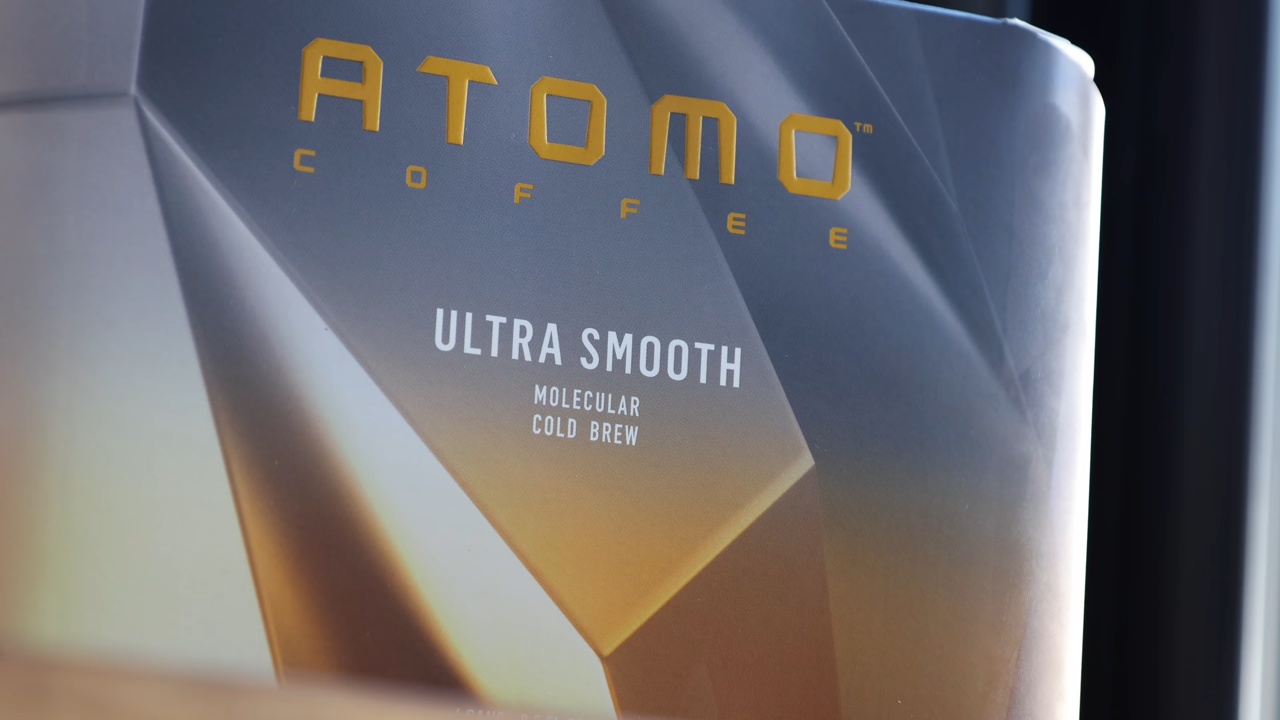 ATOMO™
COFFEE
ULTRA SMOOTH
MOLECULAR
COLD BREW